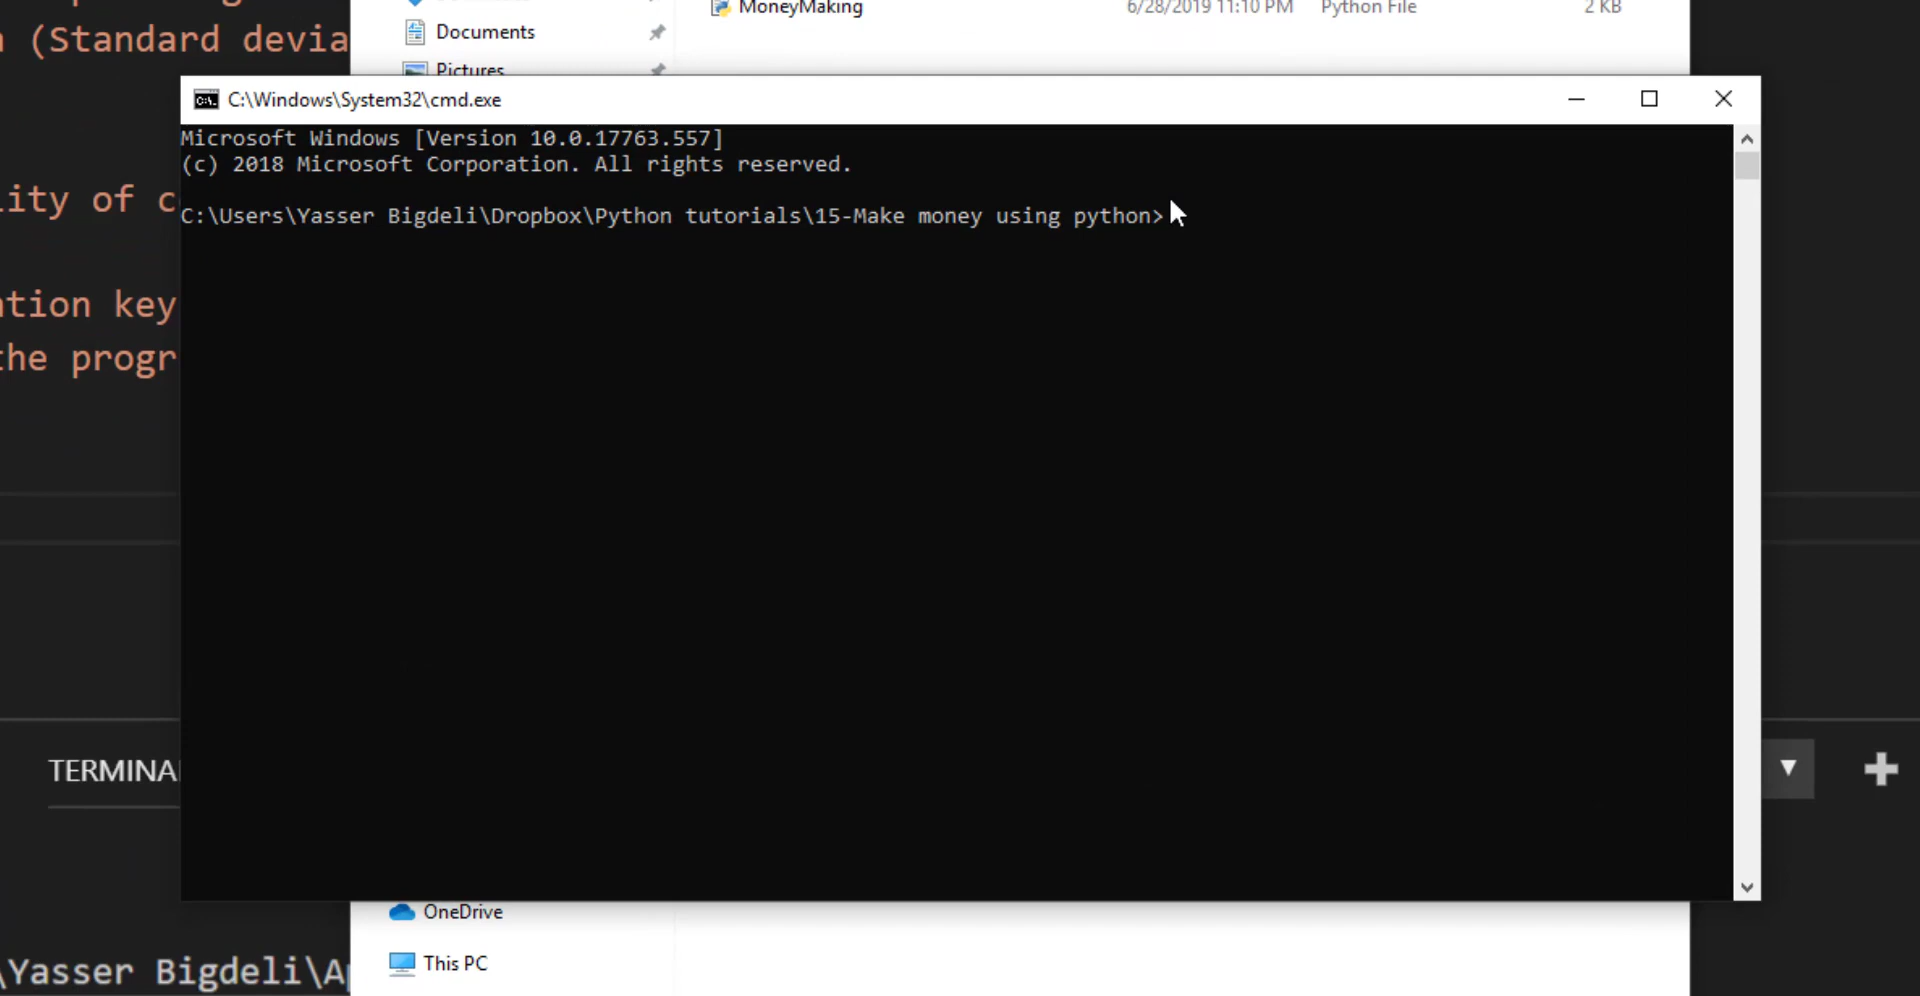 MoneyMaking 6/28/2019 11:10 PM Python File 2 KB
(Standard devia
Documents
Pictures
C:\Windows\System32\cmd.exe
Microsoft Windows [Version 10.0.17763.557]
(c) 2018 Microsoft Corporation. All rights reserved.
ity of c
C:\Users\Yasser Bigdeli\Dropbox\Python tutorials\15-Make money using python>
ation key
the progr
TERMINA
OneDrive
\Yasser Bigdeli\A
This PC